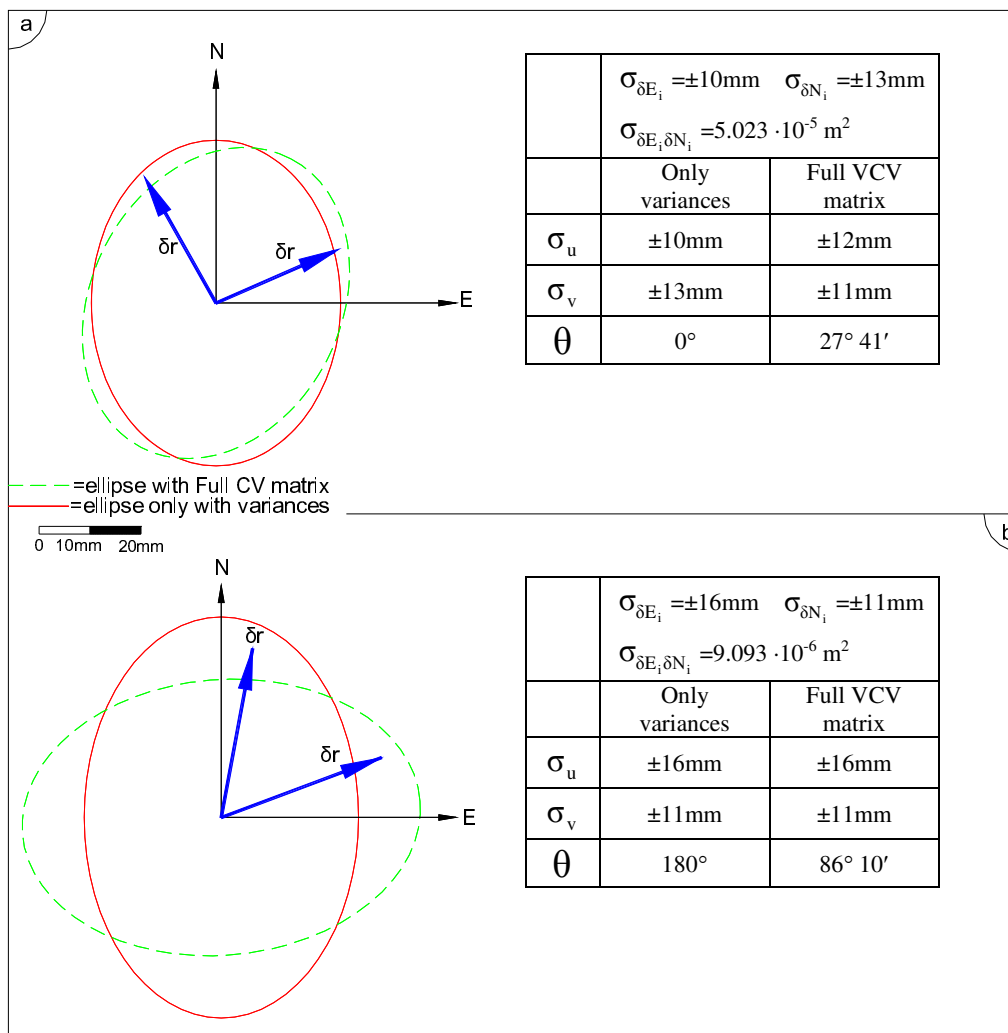 a
N
δr
δr
E
σδEᵢ =±10mm σδNᵢ =±13mm
σδEᵢδNᵢ =5.023 ·10⁻⁵ m²
Only variances
Full VCV matrix
σᵤ ±10mm ±12mm
σᵥ ±13mm ±11mm
θ 0° 27° 41′
=ellipse with Full CV matrix
=ellipse only with variances
0 10mm 20mm
b
N
δr
δr
E
σδEᵢ =±16mm σδNᵢ =±11mm
σδEᵢδNᵢ =9.093 ·10⁻⁶ m²
Only variances
Full VCV matrix
σᵤ ±16mm ±16mm
σᵥ ±11mm ±11mm
θ 180° 86° 10′